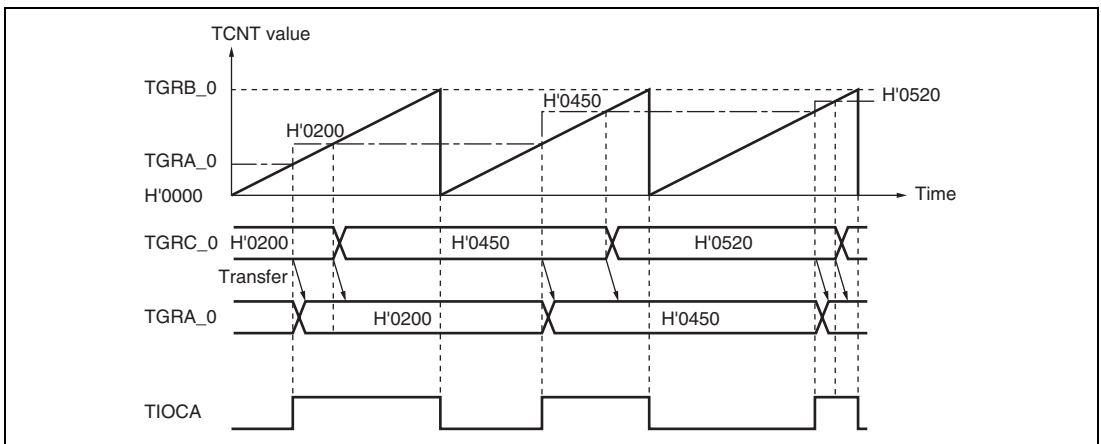 TCNT value
TGRB_0
H'0450
H'0520
H'0200
TGRA_0
H'0000
Time
TGRC_0 H'0200 H'0450 H'0520
Transfer
TGRA_0 H'0200 H'0450
TIOCA